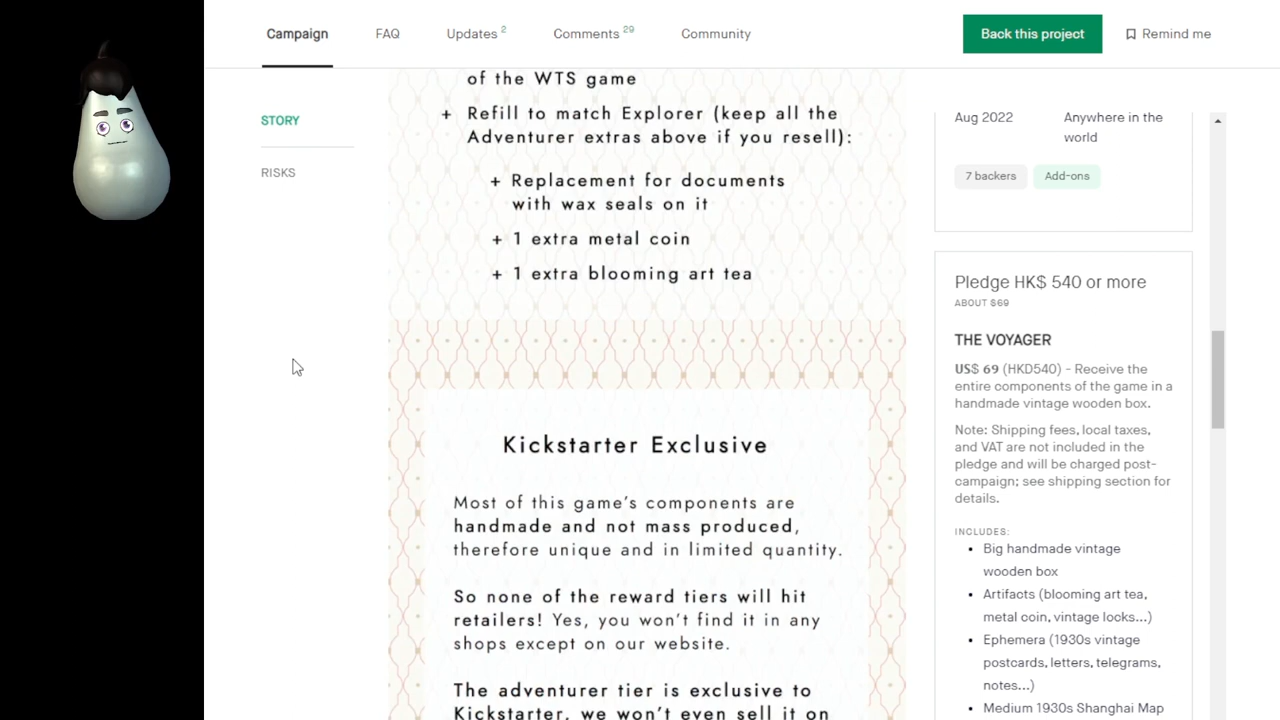 Campaign
FAQ
Updates 2
Comments 29
Community
Back this project
Remind me
STORY
RISKS
of the WTS game
+ Refill to match Explorer (keep all the
Adventurer extras above if you resell):
+ Replacement for documents
with wax seals on it
+ 1 extra metal coin
+ 1 extra blooming art tea
Kickstarter Exclusive
Most of this game's components are
handmade and not mass produced,
therefore unique and in limited quantity.
So none of the reward tiers will hit
retailers! Yes, you won't find it in any
shops except on our website.
The adventurer tier is exclusive to
Kickstarter, we won't even sell it on
Aug 2022
Anywhere in the
world
7 backers
Add-ons
Pledge HK$ 540 or more
ABOUT $69
THE VOYAGER
US$ 69 (HKD540) - Receive the
entire components of the game in a
handmade vintage wooden box.
Note: Shipping fees, local taxes,
and VAT are not included in the
pledge and will be charged post-
campaign; see shipping section for
details.
INCLUDES:
• Big handmade vintage
wooden box
• Artifacts (blooming art tea,
metal coin, vintage looks...)
• Ephemera (1930s vintage
postcards, letters, telegrams,
notes...)
• Medium 1930s Shanghai Map